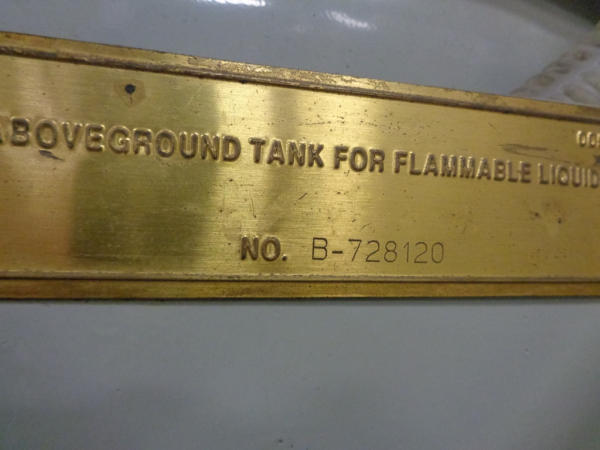 ABOVEGROUND TANK FOR FLAMMABLE LIQUID
NO. B-728120